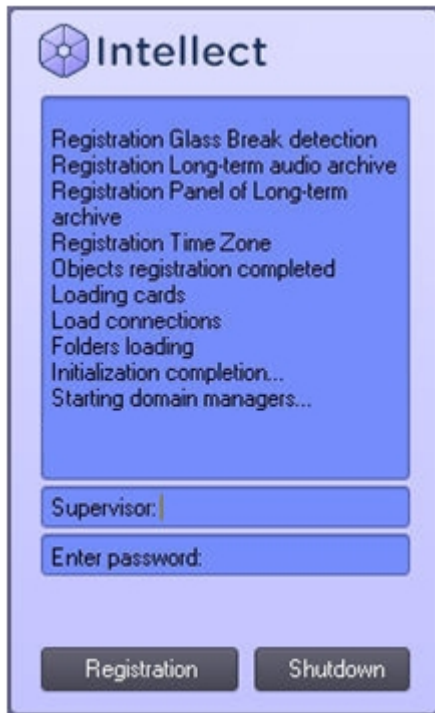 Intellect
Registration Glass Break detection
Registration Long-term audio archive
Registration Panel of Long-term
archive
Registration Time Zone
Objects registration completed
Loading cards
Load connections
Folders loading
Initialization completion...
Starting domain managers...
Supervisor:
Enter password:
Registration
Shutdown